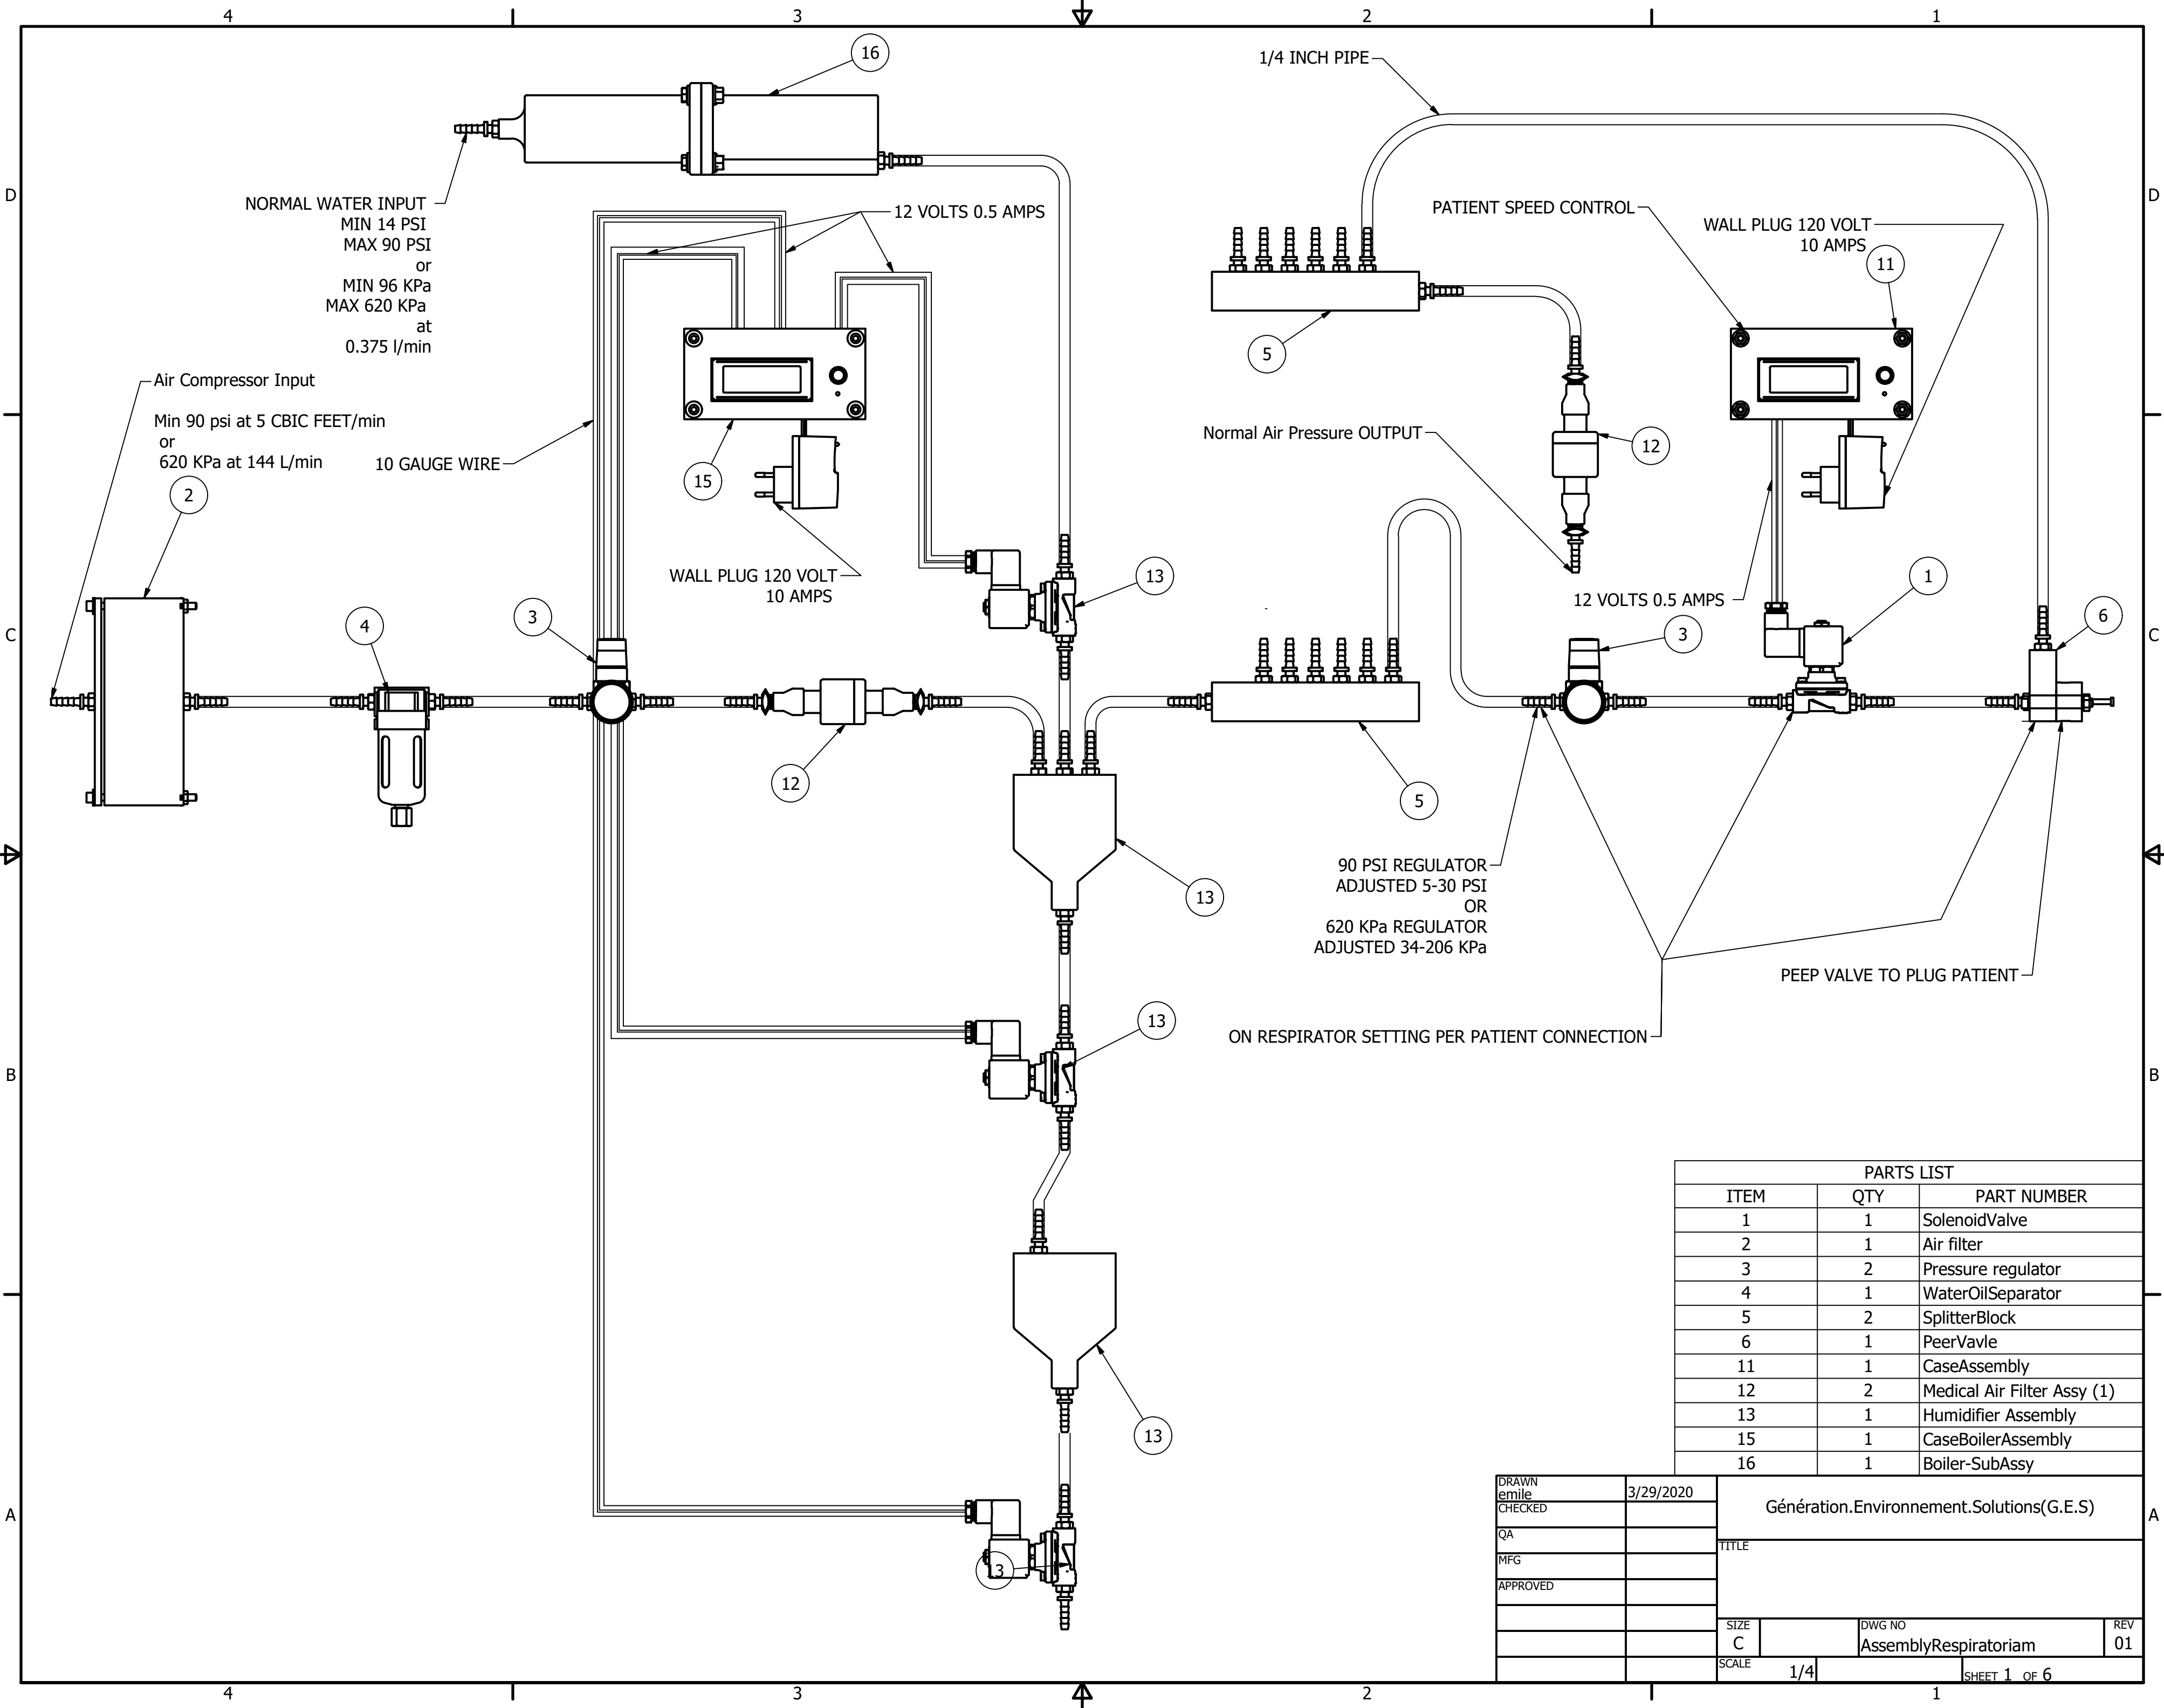 4
3
2
1
16
1/4 INCH PIPE
D
D
NORMAL WATER INPUT
MIN 14 PSI
MAX 90 PSI
or
MIN 96 KPa
MAX 620 KPa
at
0.375 l/min
12 VOLTS 0.5 AMPS
PATIENT SPEED CONTROL
WALL PLUG 120 VOLT
10 AMPS
11
5
Air Compressor Input
Min 90 psi at 5 CBIC FEET/min
or
620 KPa at 144 L/min
2
10 GAUGE WIRE
15
WALL PLUG 120 VOLT
10 AMPS
Normal Air Pressure OUTPUT
12
13
12 VOLTS 0.5 AMPS
1
C
C
4
3
3
6
12
5
13
90 PSI REGULATOR
ADJUSTED 5-30 PSI
OR
620 KPa REGULATOR
ADJUSTED 34-206 KPa
PEEP VALVE TO PLUG PATIENT
13
ON RESPIRATOR SETTING PER PATIENT CONNECTION
B
B
13
13
A
A
PARTS LIST
ITEM QTY PART NUMBER
1 1 SolenoidValve
2 1 Air filter
3 2 Pressure regulator
4 1 WaterOilSeparator
5 2 SplitterBlock
6 1 PeerVavle
11 1 CaseAssembly
12 2 Medical Air Filter Assy (1)
13 1 Humidifier Assembly
15 1 CaseBoilerAssembly
16 1 Boiler-SubAssy
DRAWN
emile 3/29/2020
CHECKED
QA
MFG
APPROVED
Génération.Environnement.Solutions(G.E.S)
TITLE
SIZE
C
DWG NO
AssemblyRespiratoriam
REV
01
SCALE 1/4
SHEET 1 OF 6
4
3
2
1